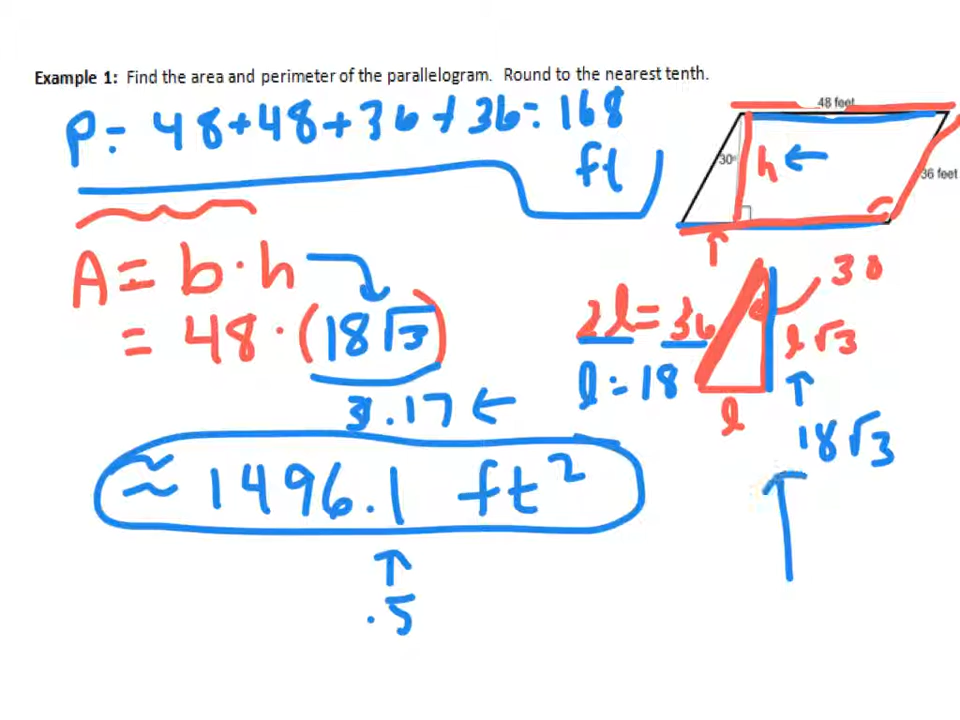 Example 1: Find the area and perimeter of the parallelogram. Round to the nearest tenth.
P = 48+48+36+36=168
ft
48 feet
30°
h ←
36 feet
↑
A = b·h
= 48·(18√3)
3.17 ←
≈ 1496.1 ft²
↑
.5
2l = 36
l = 18
30
l√3
l
↑
18√3